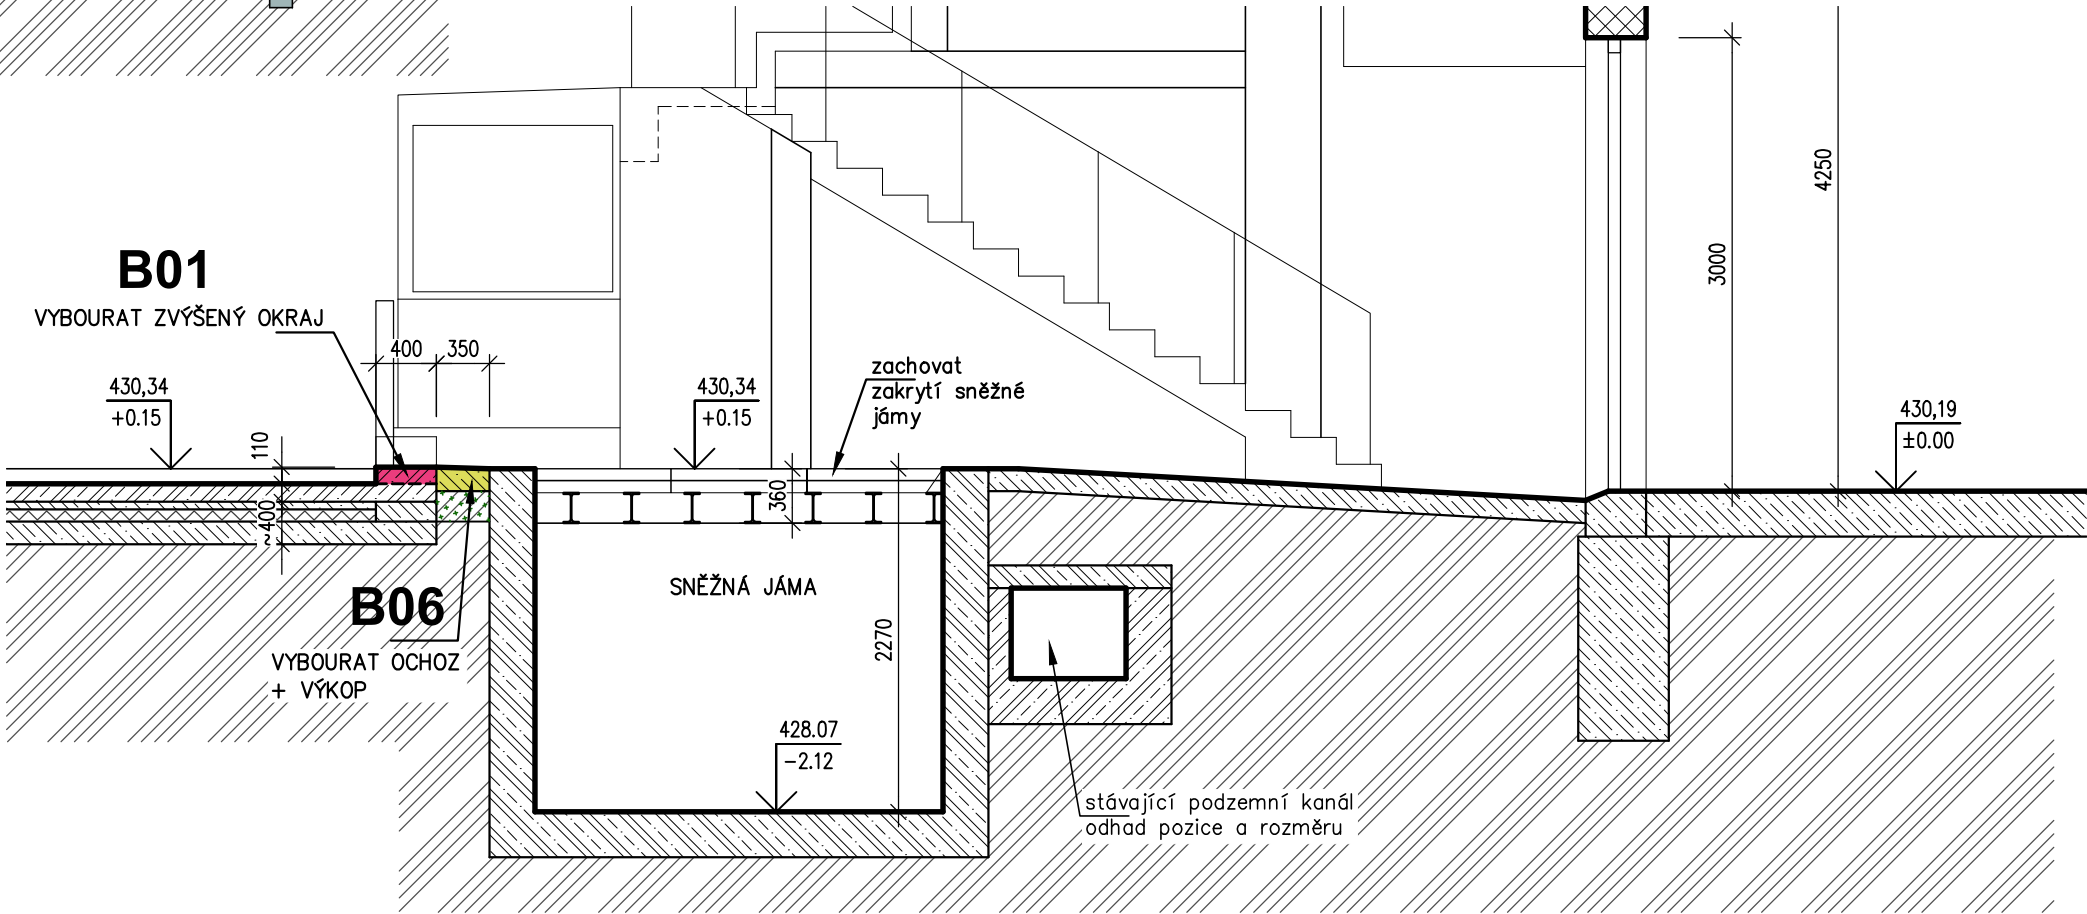 4250
3000
B01
VYBOURAT ZVÝŠENÝ OKRAJ
400
350
zachovat
zakrytí sněžné
jámy
430,34
+0.15
430,34
+0.15
430,19
±0.00
110
~400
360
SNĚŽNÁ JÁMA
B06
VYBOURAT OCHOZ
+ VÝKOP
2270
428.07
-2.12
stávající podzemní kanál
odhad pozice a rozměru